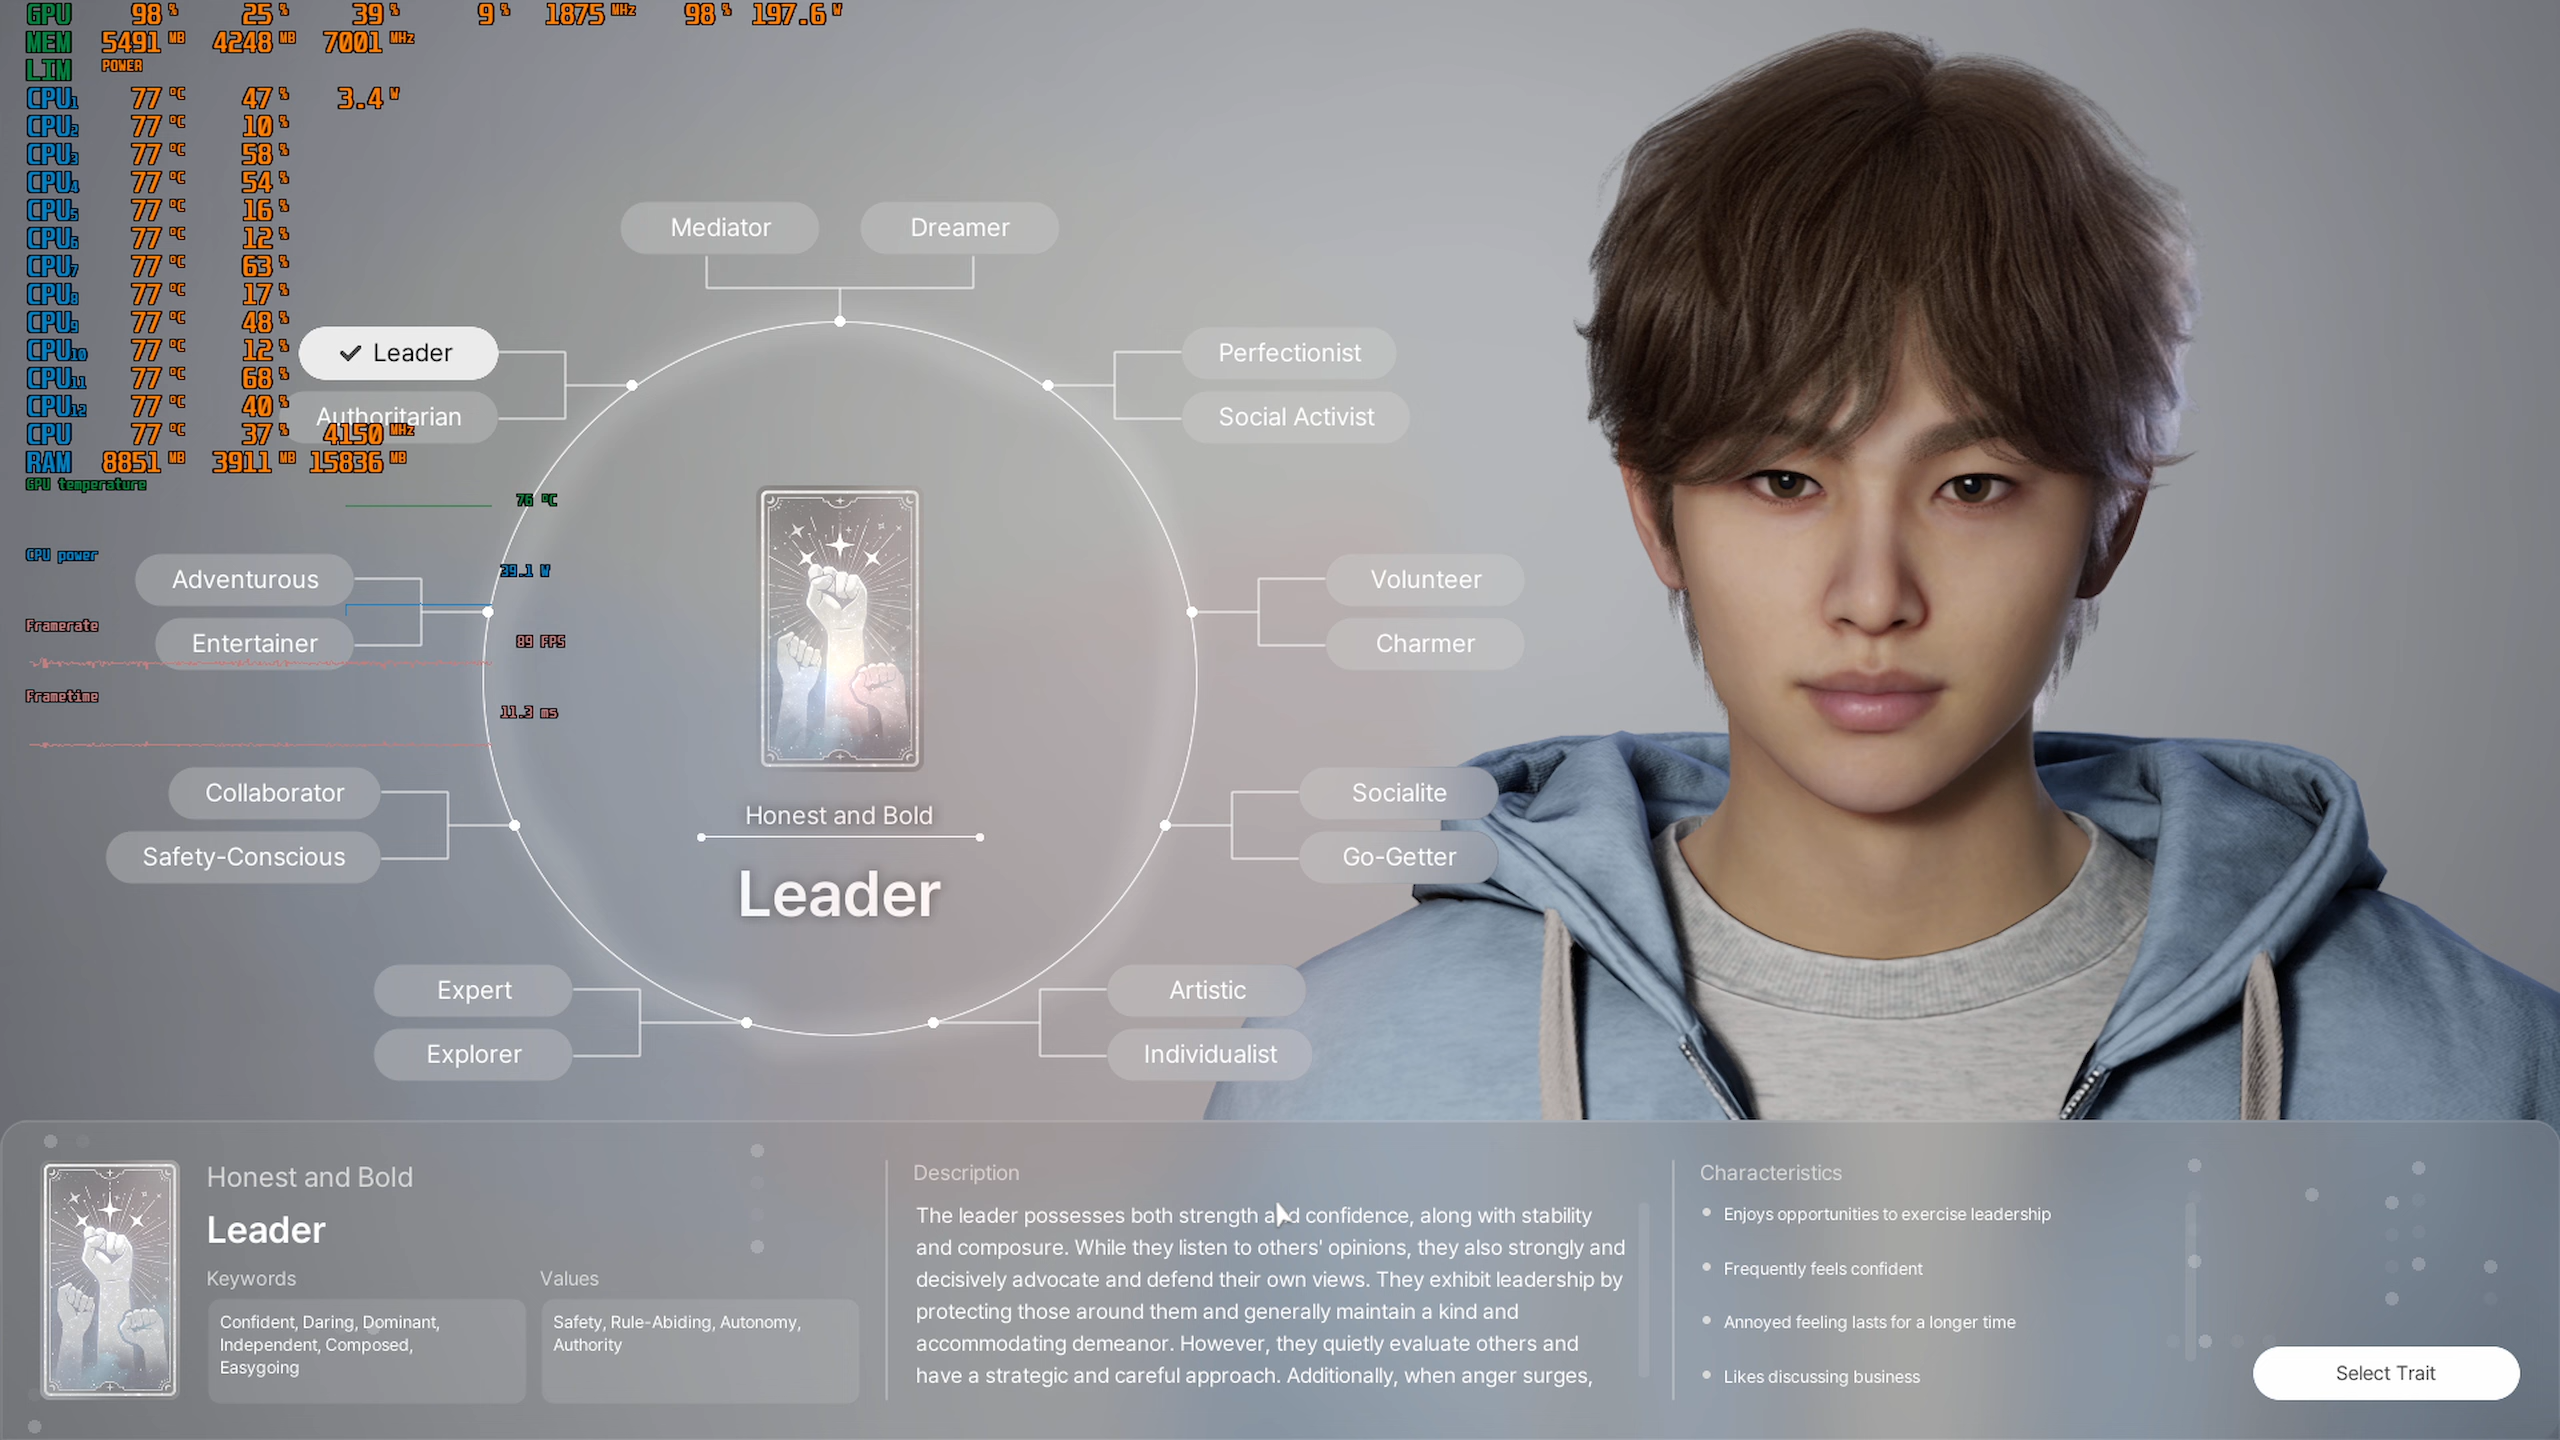 GPU 98 % 25 % 39 % 9 % 1875 MHz 98 % 197.6 W
MEM 5491 MB 4248 MB 7001 MHz
LIM POWER
CPU1 77 °C 47 % 3.4 W
CPU2 77 °C 10 %
CPU3 77 °C 58 %
CPU4 77 °C 54 %
CPU5 77 °C 16 %
CPU6 77 °C 12 %
CPU7 77 °C 63 %
CPU8 77 °C 17 %
CPU9 77 °C 48 %
CPU10 77 °C 12 %
CPU11 77 °C 68 %
CPU12 77 °C 40 %
CPU 77 °C 37 % 4150 MHz
RAM 8851 MB 3911 MB 15836 MB
GPU temperature
76 °C
CPU power
39.1 W
Framerate
89 FPS
Frametime
11.3 ms
Mediator
Dreamer
Leader
Authoritarian
Perfectionist
Social Activist
Adventurous
Entertainer
Volunteer
Charmer
Collaborator
Safety-Conscious
Socialite
Go-Getter
Expert
Explorer
Artistic
Individualist
Honest and Bold
Leader
Honest and Bold
Leader
Keywords
Confident, Daring, Dominant,
Independent, Composed,
Easygoing
Values
Safety, Rule-Abiding, Autonomy,
Authority
Description
The leader possesses both strength and confidence, along with stability
and composure. While they listen to others' opinions, they also strongly and
decisively advocate and defend their own views. They exhibit leadership by
protecting those around them and generally maintain a kind and
accommodating demeanor. However, they quietly evaluate others and
have a strategic and careful approach. Additionally, when anger surges,
Characteristics
Enjoys opportunities to exercise leadership
Frequently feels confident
Annoyed feeling lasts for a longer time
Likes discussing business
Select Trait